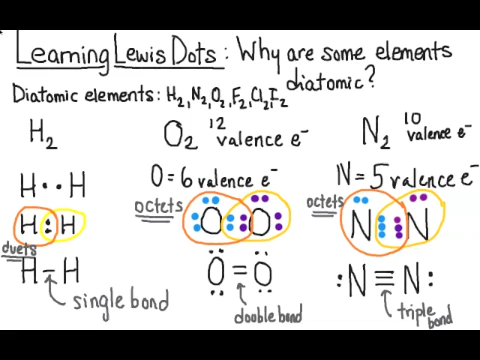 Learning Lewis Dots: Why are some elements
diatomic?
Diatomic elements: H2, N2, O2, F2, Cl2, I2
H2
O2 12 valence e-
N2 10 valence e-
H··H
O = 6 valence e-
N = 5 valence e-
octets
O O
octets
N N
H:H
duets
H-H
single bond
O=O
double bond
:N≡N:
triple bond